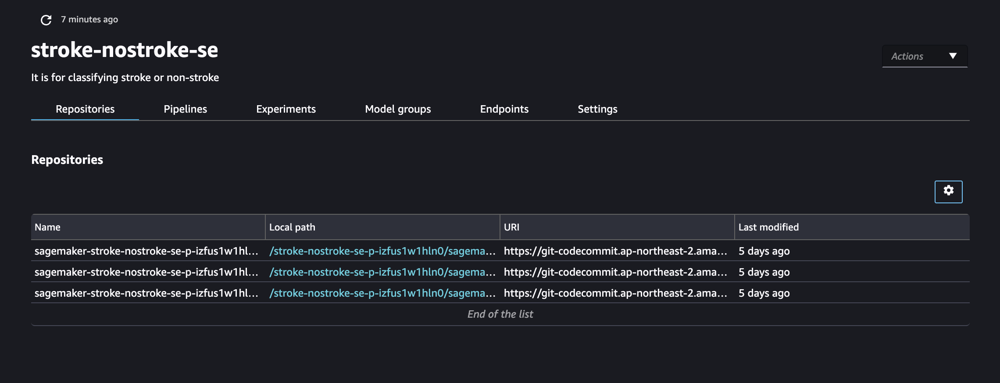 7 minutes ago
stroke-nostroke-se
Actions
It is for classifying stroke or non-stroke
Repositories Pipelines Experiments Model groups Endpoints Settings
Repositories
Name Local path URI Last modified
sagemaker-stroke-nostroke-se-p-izfus1w1hl... /stroke-nostroke-se-p-izfus1w1hln0/sagema... https://git-codecommit.ap-northeast-2.ama... 5 days ago
sagemaker-stroke-nostroke-se-p-izfus1w1hl... /stroke-nostroke-se-p-izfus1w1hln0/sagema... https://git-codecommit.ap-northeast-2.ama... 5 days ago
sagemaker-stroke-nostroke-se-p-izfus1w1hl... /stroke-nostroke-se-p-izfus1w1hln0/sagema... https://git-codecommit.ap-northeast-2.ama... 5 days ago
End of the list